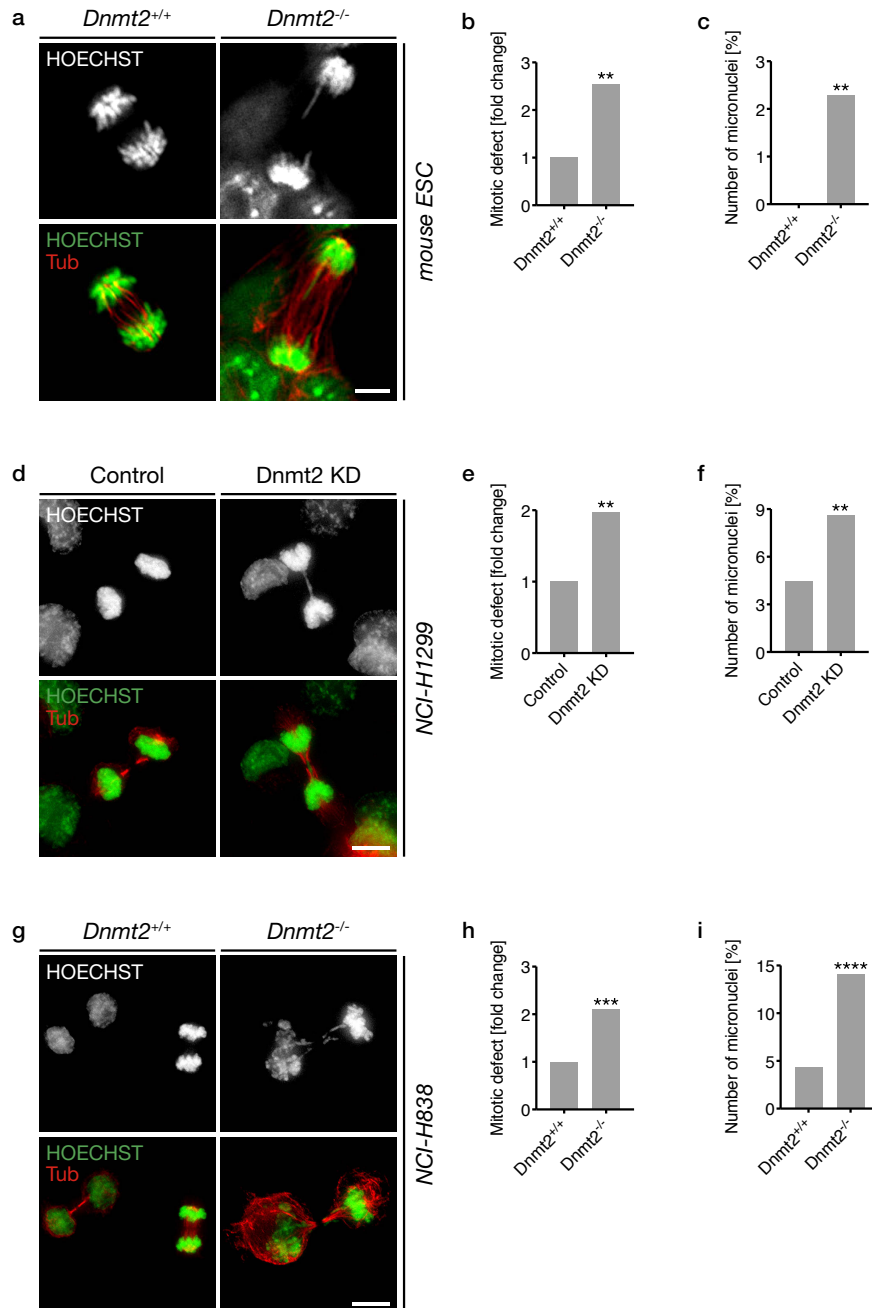 a
Dnmt2+/+
Dnmt2-/-
HOECHST
HOECHST
Tub
mouse ESC
b
Mitotic defect [fold change]
3
2
1
0
**
Dnmt2+/+
Dnmt2-/-
c
Number of micronuclei [%]
3
2
1
0
**
Dnmt2+/+
Dnmt2-/-
d
Control
Dnmt2 KD
HOECHST
HOECHST
Tub
NCI-H1299
e
Mitotic defect [fold change]
2
1
0
**
Control
Dnmt2 KD
f
Number of micronuclei [%]
9
6
3
0
**
Control
Dnmt2 KD
g
Dnmt2+/+
Dnmt2-/-
HOECHST
HOECHST
Tub
NCI-H838
h
Mitotic defect [fold change]
3
2
1
0
***
Dnmt2+/+
Dnmt2-/-
i
Number of micronuclei [%]
15
10
5
0
****
Dnmt2+/+
Dnmt2-/-